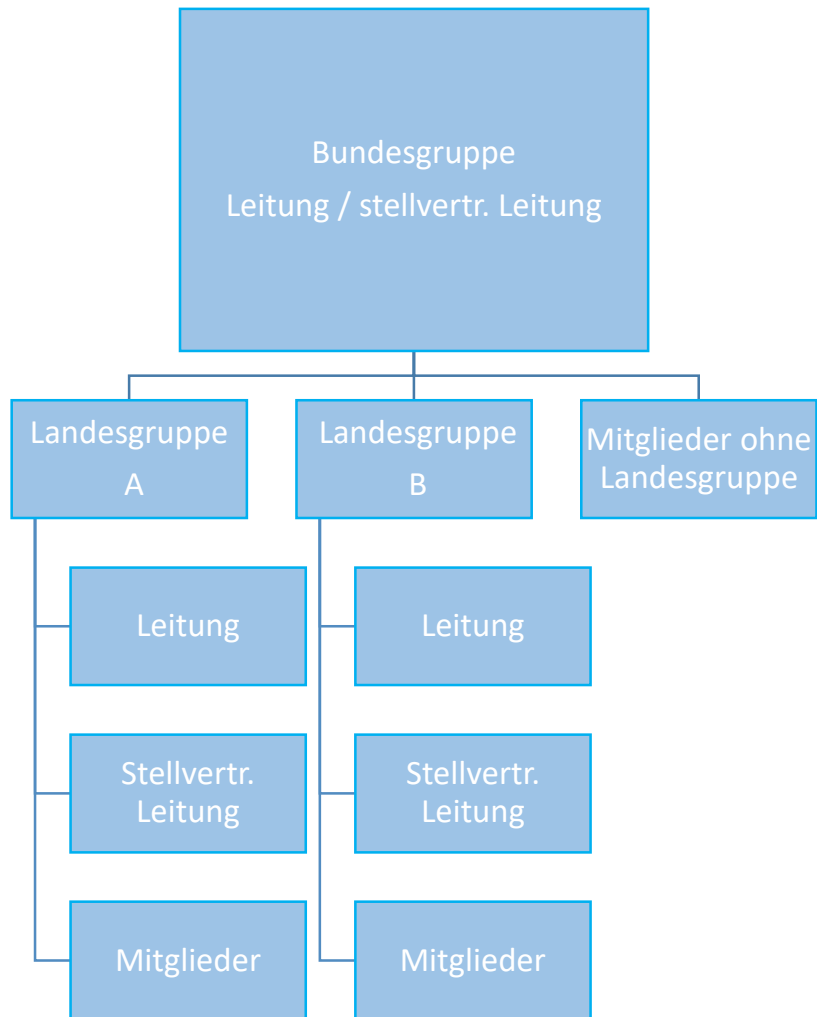 Bundesgruppe
Leitung / stellvertr. Leitung
Landesgruppe
A
Landesgruppe
B
Mitglieder ohne
Landesgruppe
Leitung
Leitung
Stellvertr.
Leitung
Stellvertr.
Leitung
Mitglieder
Mitglieder